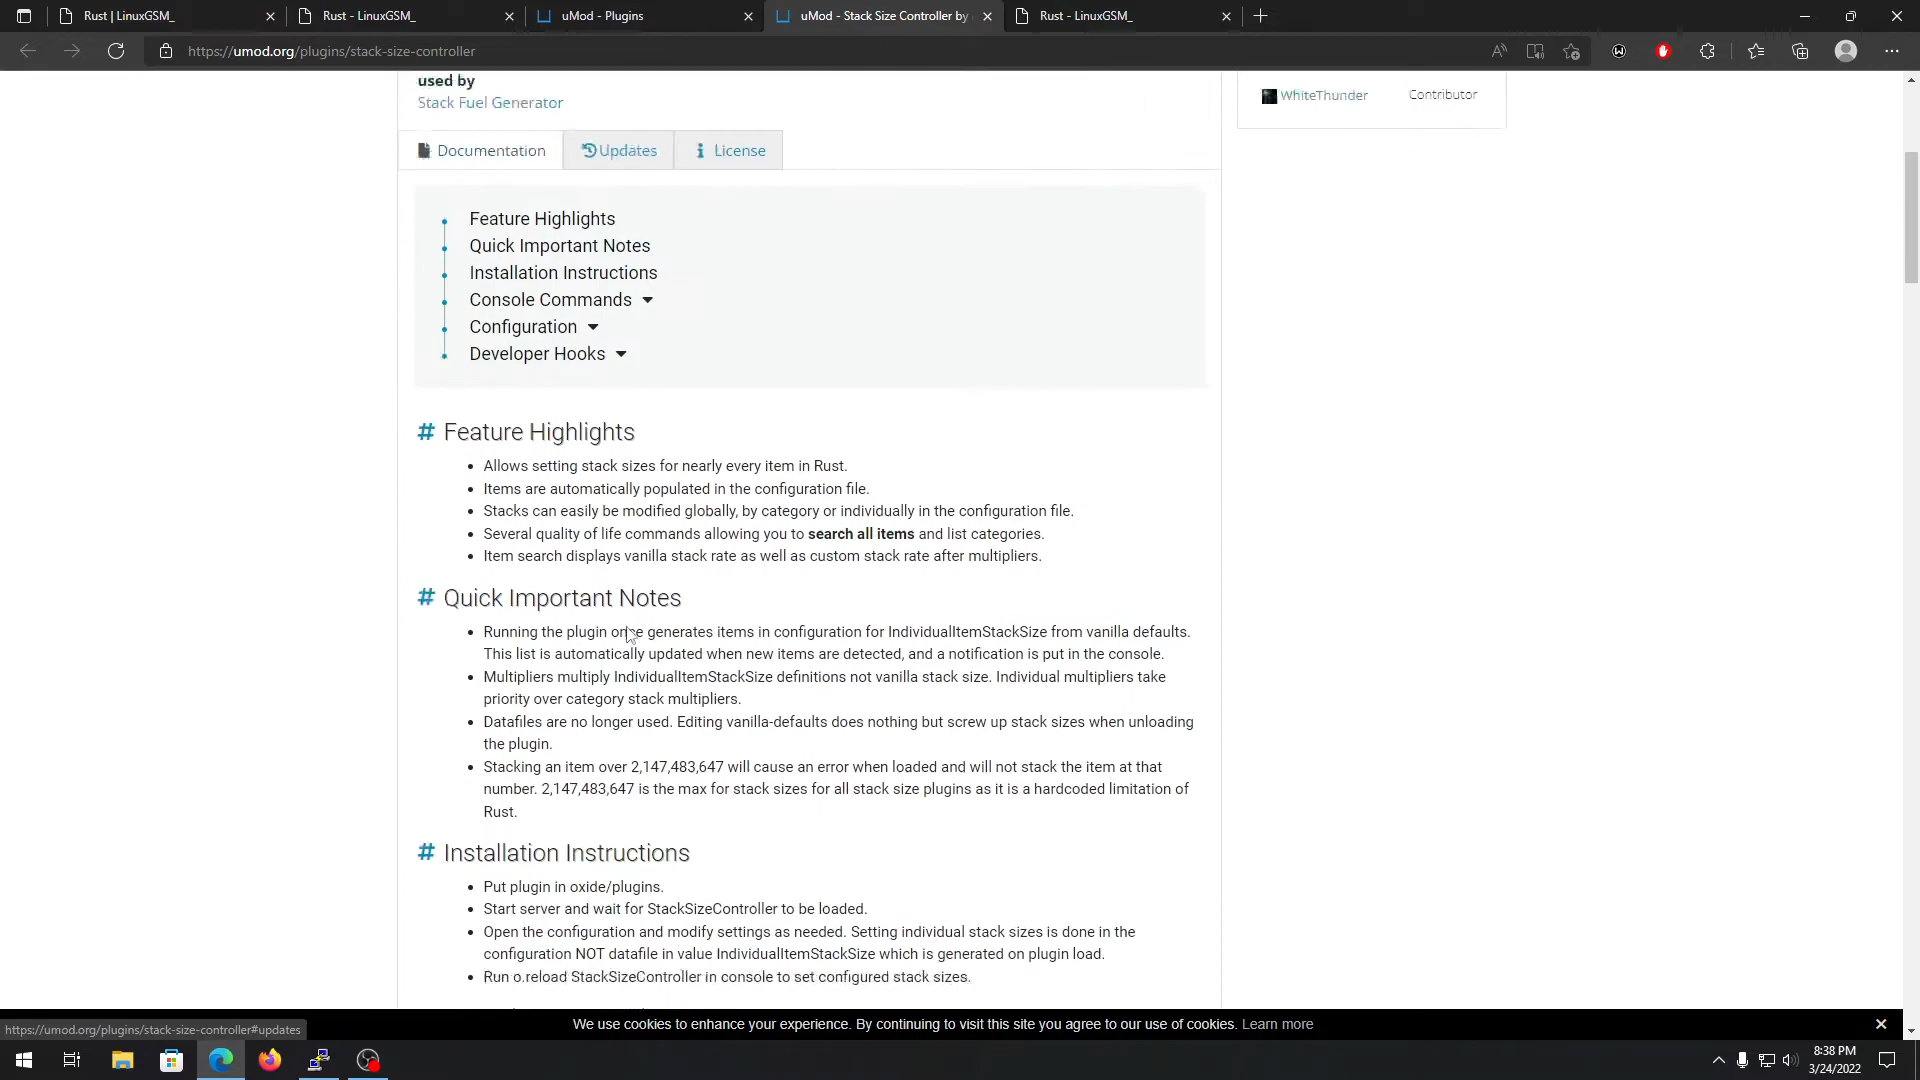 Rust | LinuxGSM_
Rust - LinuxGSM_
uMod - Plugins
uMod - Stack Size Controller by
Rust - LinuxGSM_
https://umod.org/plugins/stack-size-controller
used by
Stack Fuel Generator
WhiteThunder
Contributor
Documentation
Updates
License
Feature Highlights
Quick Important Notes
Installation Instructions
Console Commands
Configuration
Developer Hooks
# Feature Highlights
• Allows setting stack sizes for nearly every item in Rust.
• Items are automatically populated in the configuration file.
• Stacks can easily be modified globally, by category or individually in the configuration file.
• Several quality of life commands allowing you to search all items and list categories.
• Item search displays vanilla stack rate as well as custom stack rate after multipliers.
# Quick Important Notes
• Running the plugin once generates items in configuration for IndividualItemStackSize from vanilla defaults.
This list is automatically updated when new items are detected, and a notification is put in the console.
• Multipliers multiply IndividualItemStackSize definitions not vanilla stack size. Individual multipliers take
priority over category stack multipliers.
• Datafiles are no longer used. Editing vanilla-defaults does nothing but screw up stack sizes when unloading
the plugin.
• Stacking an item over 2,147,483,647 will cause an error when loaded and will not stack the item at that
number. 2,147,483,647 is the max for stack sizes for all stack size plugins as it is a hardcoded limitation of
Rust.
# Installation Instructions
• Put plugin in oxide/plugins.
• Start server and wait for StackSizeController to be loaded.
• Open the configuration and modify settings as needed. Setting individual stack sizes is done in the
configuration NOT datafile in value IndividualItemStackSize which is generated on plugin load.
• Run o.reload StackSizeController in console to set configured stack sizes.
https://umod.org/plugins/stack-size-controller#updates
We use cookies to enhance your experience. By continuing to visit this site you agree to our use of cookies. Learn more
8:38 PM
3/24/2022